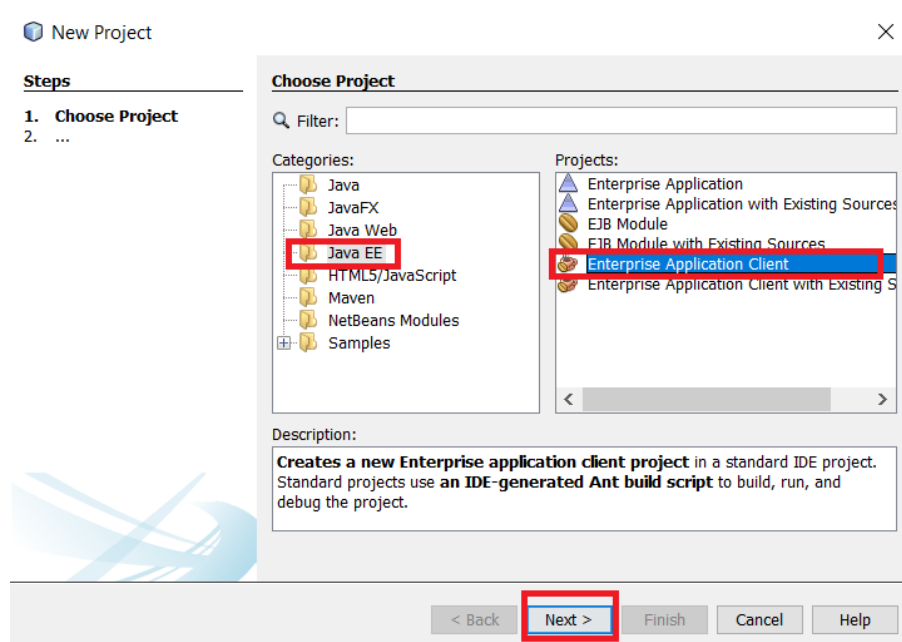 New Project
Steps
1. Choose Project
2. ...
Choose Project
Filter:
Categories:
Java
JavaFX
Java Web
Java EE
HTML5/JavaScript
Maven
NetBeans Modules
Samples
Projects:
Enterprise Application
Enterprise Application with Existing Sources
EJB Module
EJB Module with Existing Sources
Enterprise Application Client
Enterprise Application Client with Existing S
Description:
Creates a new Enterprise application client project in a standard IDE project.
Standard projects use an IDE-generated Ant build script to build, run, and
debug the project.
< Back
Next >
Finish
Cancel
Help